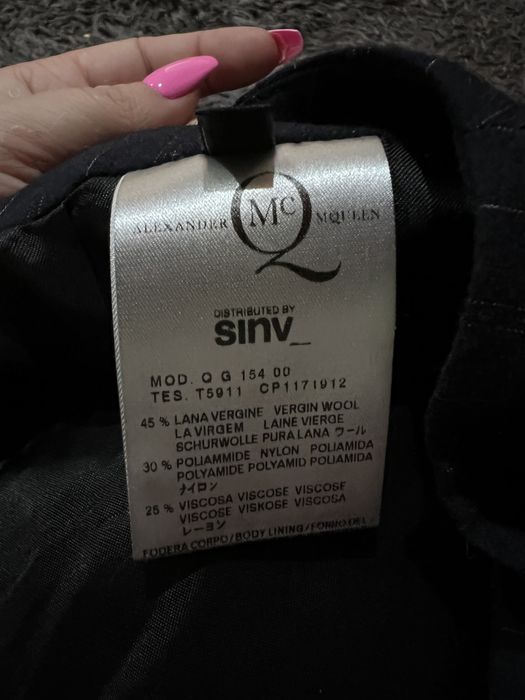 ALEXANDER MC Q MQUEEN
DISTRIBUTED BY
sinv_
MOD. Q G 154 00
TES. T5911 CP1171912
45 % LANA VERGINE VERGIN WOOL
LA VIRGEM LAINE VIERGE
SCHURWOLLE PURA LANA ウール
30 % POLIAMMIDE NYLON POLIAMIDA
POLYAMIDE POLYAMID POLIAMIDA
ナイロン
25 % VISCOSA VISCOSE VISCOSE
VISCOSE VISKOSE VISCOSA
レーヨン
FODERA CORPO/BODY LINING/FORRO DEL